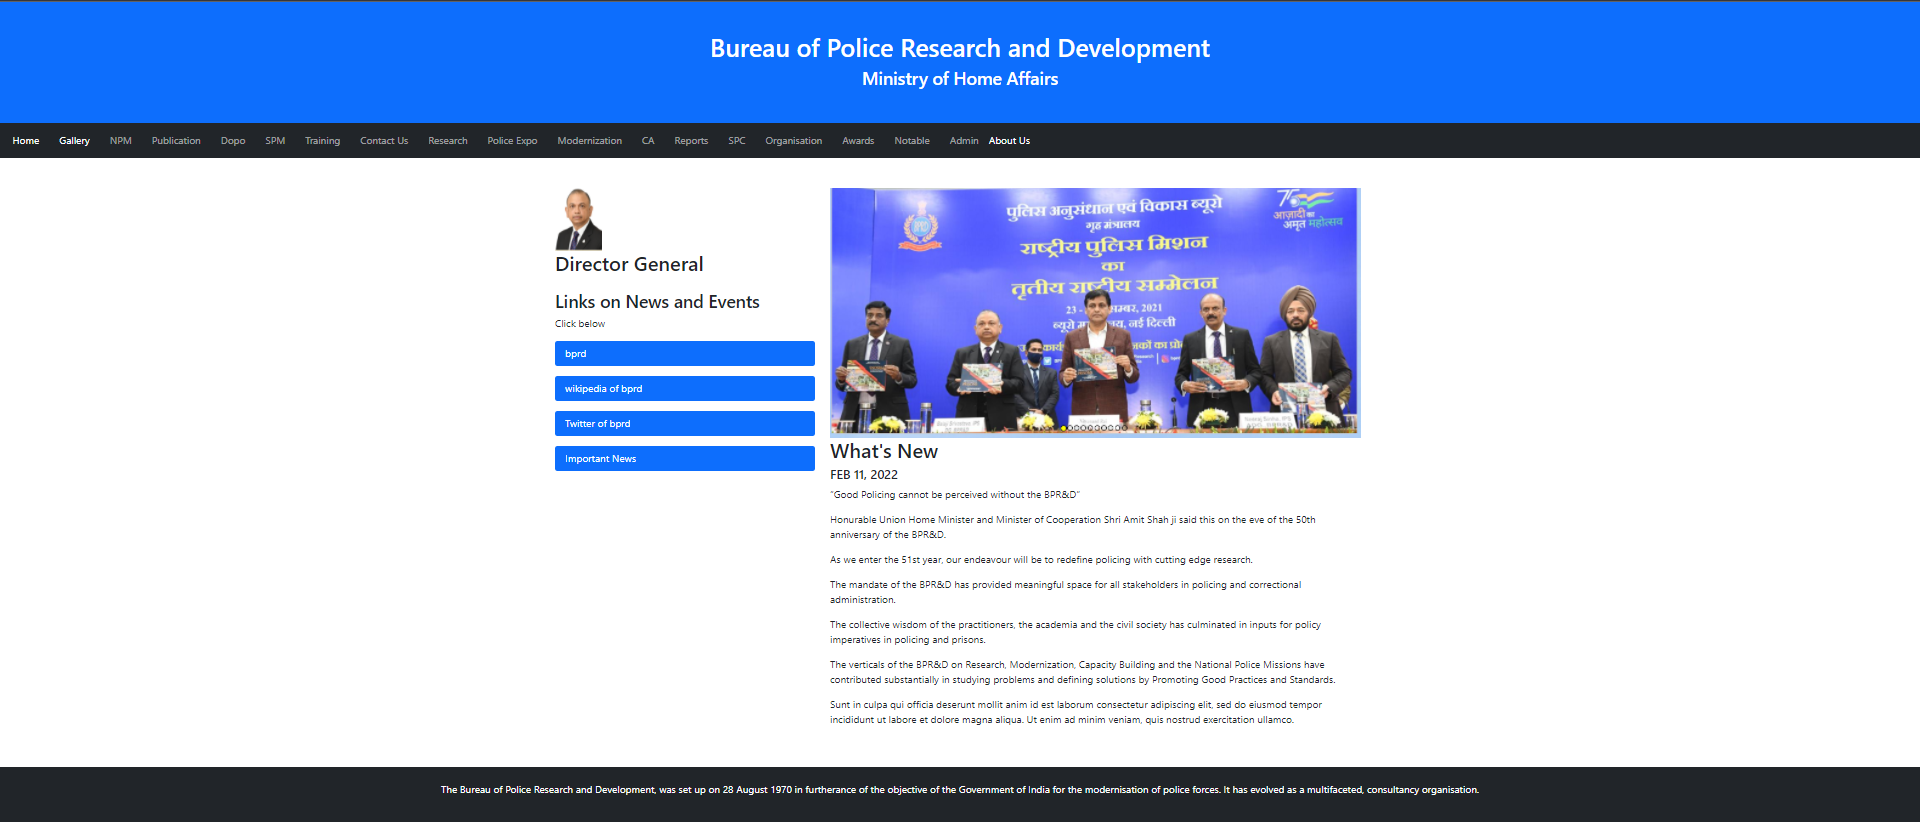 Bureau of Police Research and Development
Ministry of Home Affairs
Home Gallery NPM Publication Dopo SPM Training Contact Us Research Police Expo Modernization CA Reports SPC Organisation Awards Notable Admin About Us
Director General
Links on News and Events
Click below
bprd
wikipedia of bprd
Twitter of bprd
Important News
पुलिस अनुसंधान एवं विकास ब्यूरो
गृह मंत्रालय
राष्ट्रीय पुलिस मिशन
का
तृतीय राष्ट्रीय सम्मेलन
23 - सम्बर, 2021
ब्यूरो नई दिल्ली
आज़ादी का
अमृत महोत्सव
What's New
FEB 11, 2022
"Good Policing cannot be perceived without the BPR&D"
Honurable Union Home Minister and Minister of Cooperation Shri Amit Shah ji said this on the eve of the 50th
anniversary of the BPR&D.
As we enter the 51st year, our endeavour will be to redefine policing with cutting edge research.
The mandate of the BPR&D has provided meaningful space for all stakeholders in policing and correctional
administration.
The collective wisdom of the practitioners, the academia and the civil society has culminated in inputs for policy
imperatives in policing and prisons.
The verticals of the BPR&D on Research, Modernization, Capacity Building and the National Police Missions have
contributed substantially in studying problems and defining solutions by Promoting Good Practices and Standards.
Sunt in culpa qui officia deserunt mollit anim id est laborum consectetur adipiscing elit, sed do eiusmod tempor
incididunt ut labore et dolore magna aliqua. Ut enim ad minim veniam, quis nostrud exercitation ullamco.
The Bureau of Police Research and Development, was set up on 28 August 1970 in furtherance of the objective of the Government of India for the modernisation of police forces. It has evolved as a multifaceted, consultancy organisation.